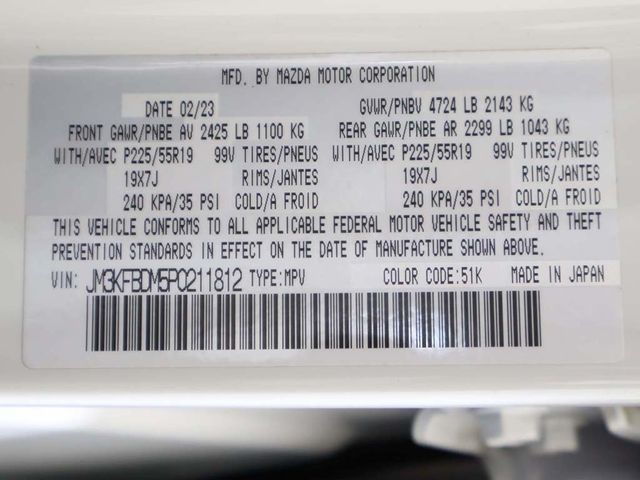 MFD. BY MAZDA MOTOR CORPORATION
DATE 02/23 GVWR/PNBV 4724 LB 2143 KG
FRONT GAWR/PNBE AV 2425 LB 1100 KG REAR GAWR/PNBE AR 2299 LB 1043 KG
WITH/AVEC P225/55R19 99V TIRES/PNEUS WITH/AVEC P225/55R19 99V TIRES/PNEUS
19X7J RIMS/JANTES 19X7J RIMS/JANTES
240 KPA/35 PSI COLD/A FROID 240 KPA/35 PSI COLD/A FROID
THIS VEHICLE CONFORMS TO ALL APPLICABLE FEDERAL MOTOR VEHICLE SAFETY AND THEFT
PREVENTION STANDARDS IN EFFECT ON THE DATE OF MANUFACTURE SHOWN ABOVE.
VIN: JM3KFBDM5P0211812 TYPE:MPV COLOR CODE:51K MADE IN JAPAN